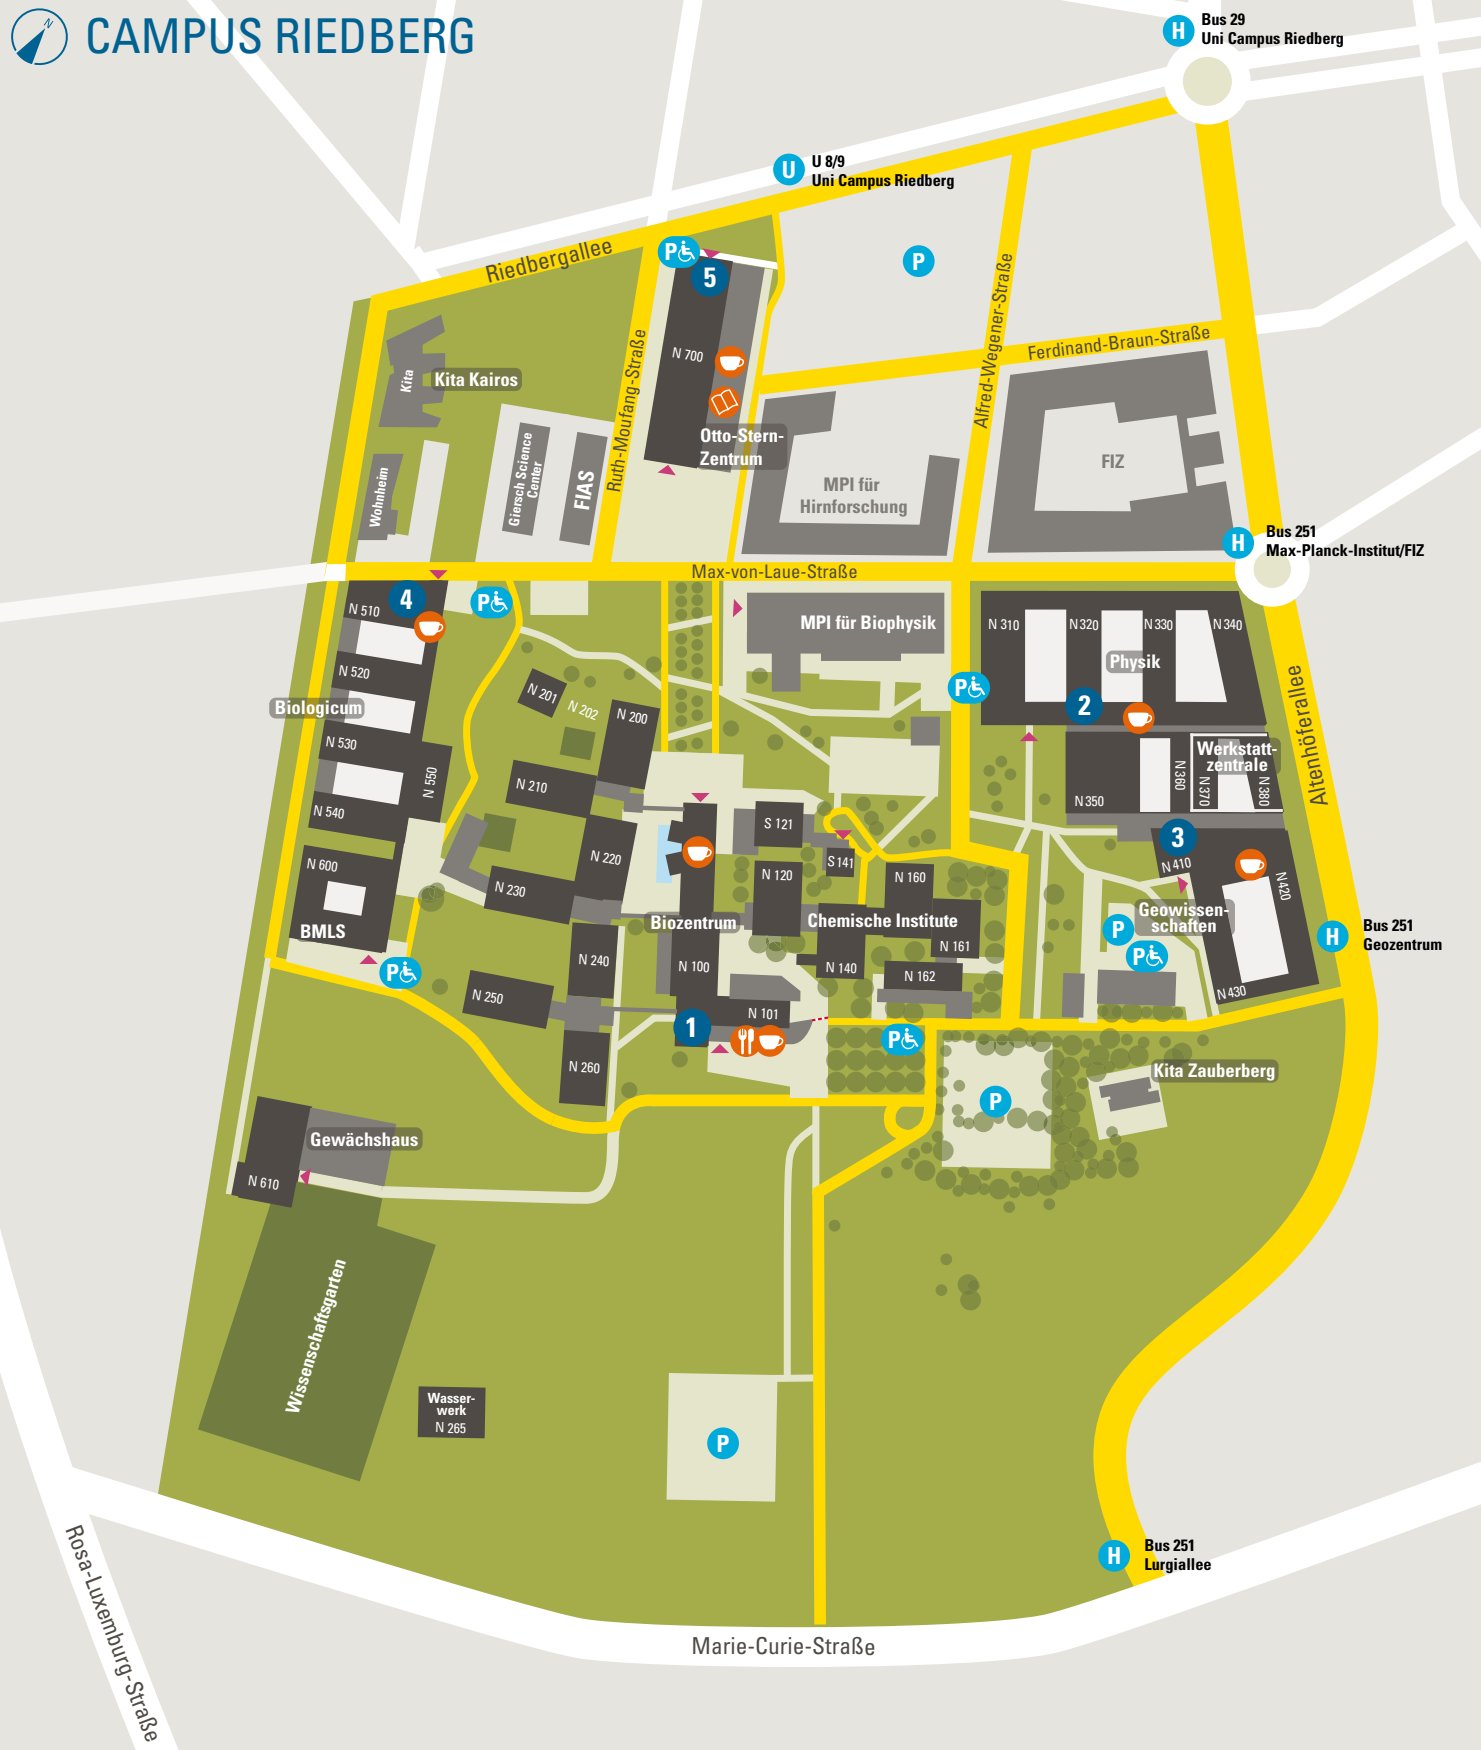 N
CAMPUS RIEDBERG
H
Bus 29
Uni Campus Riedberg
U
U 8/9
Uni Campus Riedberg
Riedbergallee
P
5
P
N 700
Ruth-Moufang-Straße
Alfred-Wegener-Straße
Ferdinand-Braun-Straße
Kita
Kita Kairos
Otto-Stern-
Zentrum
Wohnheim
Giersch Science
Center
FIAS
MPI für
Hirnforschung
FIZ
H
Bus 251
Max-Planck-Institut/FIZ
Max-von-Laue-Straße
4
P
N 510
N 520
Biologicum
N 530
N 540
N 550
N 600
BMLS
P
MPI für Biophysik
N 310
N 320
N 330
N 340
Physik
P
2
Altenhöferallee
N 201
N 202
N 200
N 210
N 220
N 230
N 240
N 250
N 260
Werkstatt-
zentrale
N 350
N 360
N 370
N 380
S 121
S 141
N 120
N 160
Biozentrum
Chemische Institute
N 161
N 100
N 140
N 162
N 101
1
P
3
N 410
N 420
Geowissen-
schaften
P
P
N 430
H
Bus 251
Geozentrum
P
Kita Zauberberg
Gewächshaus
N 610
Wissenschaftsgarten
Wasser-
werk
N 265
P
H
Bus 251
Lurgiallee
Rosa-Luxemburg-Straße
Marie-Curie-Straße